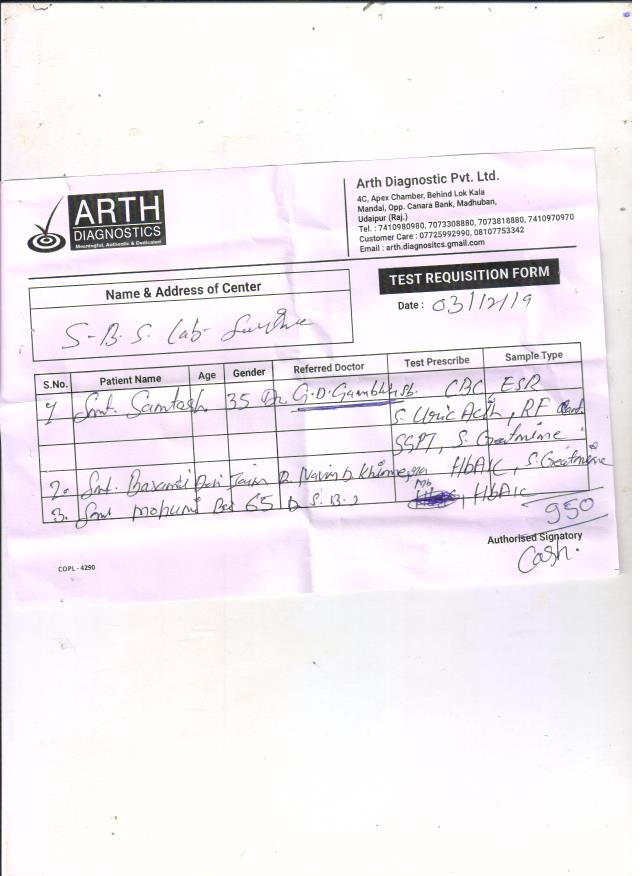 ARTH
DIAGNOSTICS
Meaningful, Authentic & Dedicated
Arth Diagnostic Pvt. Ltd.
4C, Apex Chamber, Behind Lok Kala
Mandal, Opp. Canara Bank, Madhuban,
Udaipur (Raj.)
Tel. : 7410980980, 7073308880, 7073818880, 7410970970
Customer Care : 07725992990, 08107753342
Email : arth.diagnositcs.gmail.com
TEST REQUISITION FORM
Name & Address of Center
Date : 03/12/19
S.B.S. Lab
S.No. Patient Name Age Gender Referred Doctor Test Prescribe Sample Type
1 Smt. Santosh 35 Dr. G.D. CBC ESR
S. Uric Acid, RF
SGPT, S. Creatinine
2. Smt. Basanti Jain D. Navin HbA1C, S. Creatinine
3. Smt Mohuni 65 D S.B. HbA1C
950
Authorised Signatory
Cash.
COPL - 4290